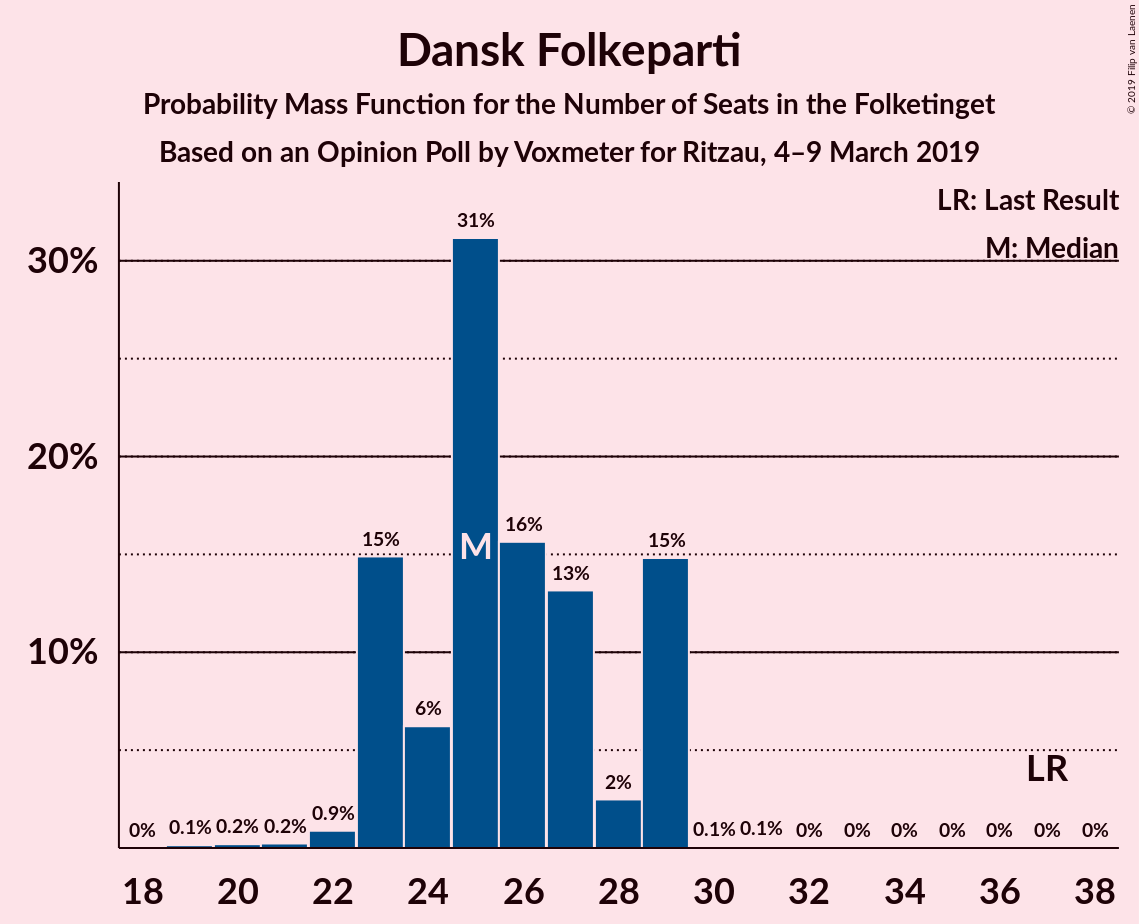 Dansk Folkeparti
Probability Mass Function for the Number of Seats in the Folketinget
Based on an Opinion Poll by Voxmeter for Ritzau, 4–9 March 2019
© 2019 Filip van Laenen
LR: Last Result
M: Median
30%
20%
10%
0%
0.1%
0.2%
0.2%
0.9%
15%
6%
31%
M
16%
13%
2%
15%
0.1%
0.1%
0%
0%
0%
0%
0%
LR
0%
0%
18 20 22 24 26 28 30 32 34 36 38